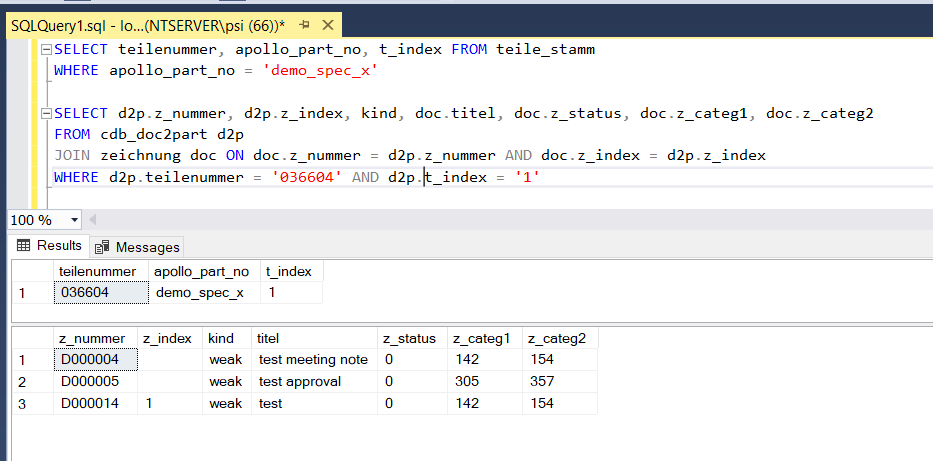 SQLQuery1.sql - lo...(NTSERVER\psi (66))*
SELECT teilenummer, apollo_part_no, t_index FROM teile_stamm
WHERE apollo_part_no = 'demo_spec_x'
SELECT d2p.z_nummer, d2p.z_index, kind, doc.titel, doc.z_status, doc.z_categ1, doc.z_categ2
FROM cdb_doc2part d2p
JOIN zeichnung doc ON doc.z_nummer = d2p.z_nummer AND doc.z_index = d2p.z_index
WHERE d2p.teilenummer = '036604' AND d2p.t_index = '1'
100 %
Results Messages
teilenummer apollo_part_no t_index
1 036604 demo_spec_x 1
z_nummer z_index kind titel z_status z_categ1 z_categ2
1 D000004 weak test meeting note 0 142 154
2 D000005 weak test approval 0 305 357
3 D000014 1 weak test 0 142 154